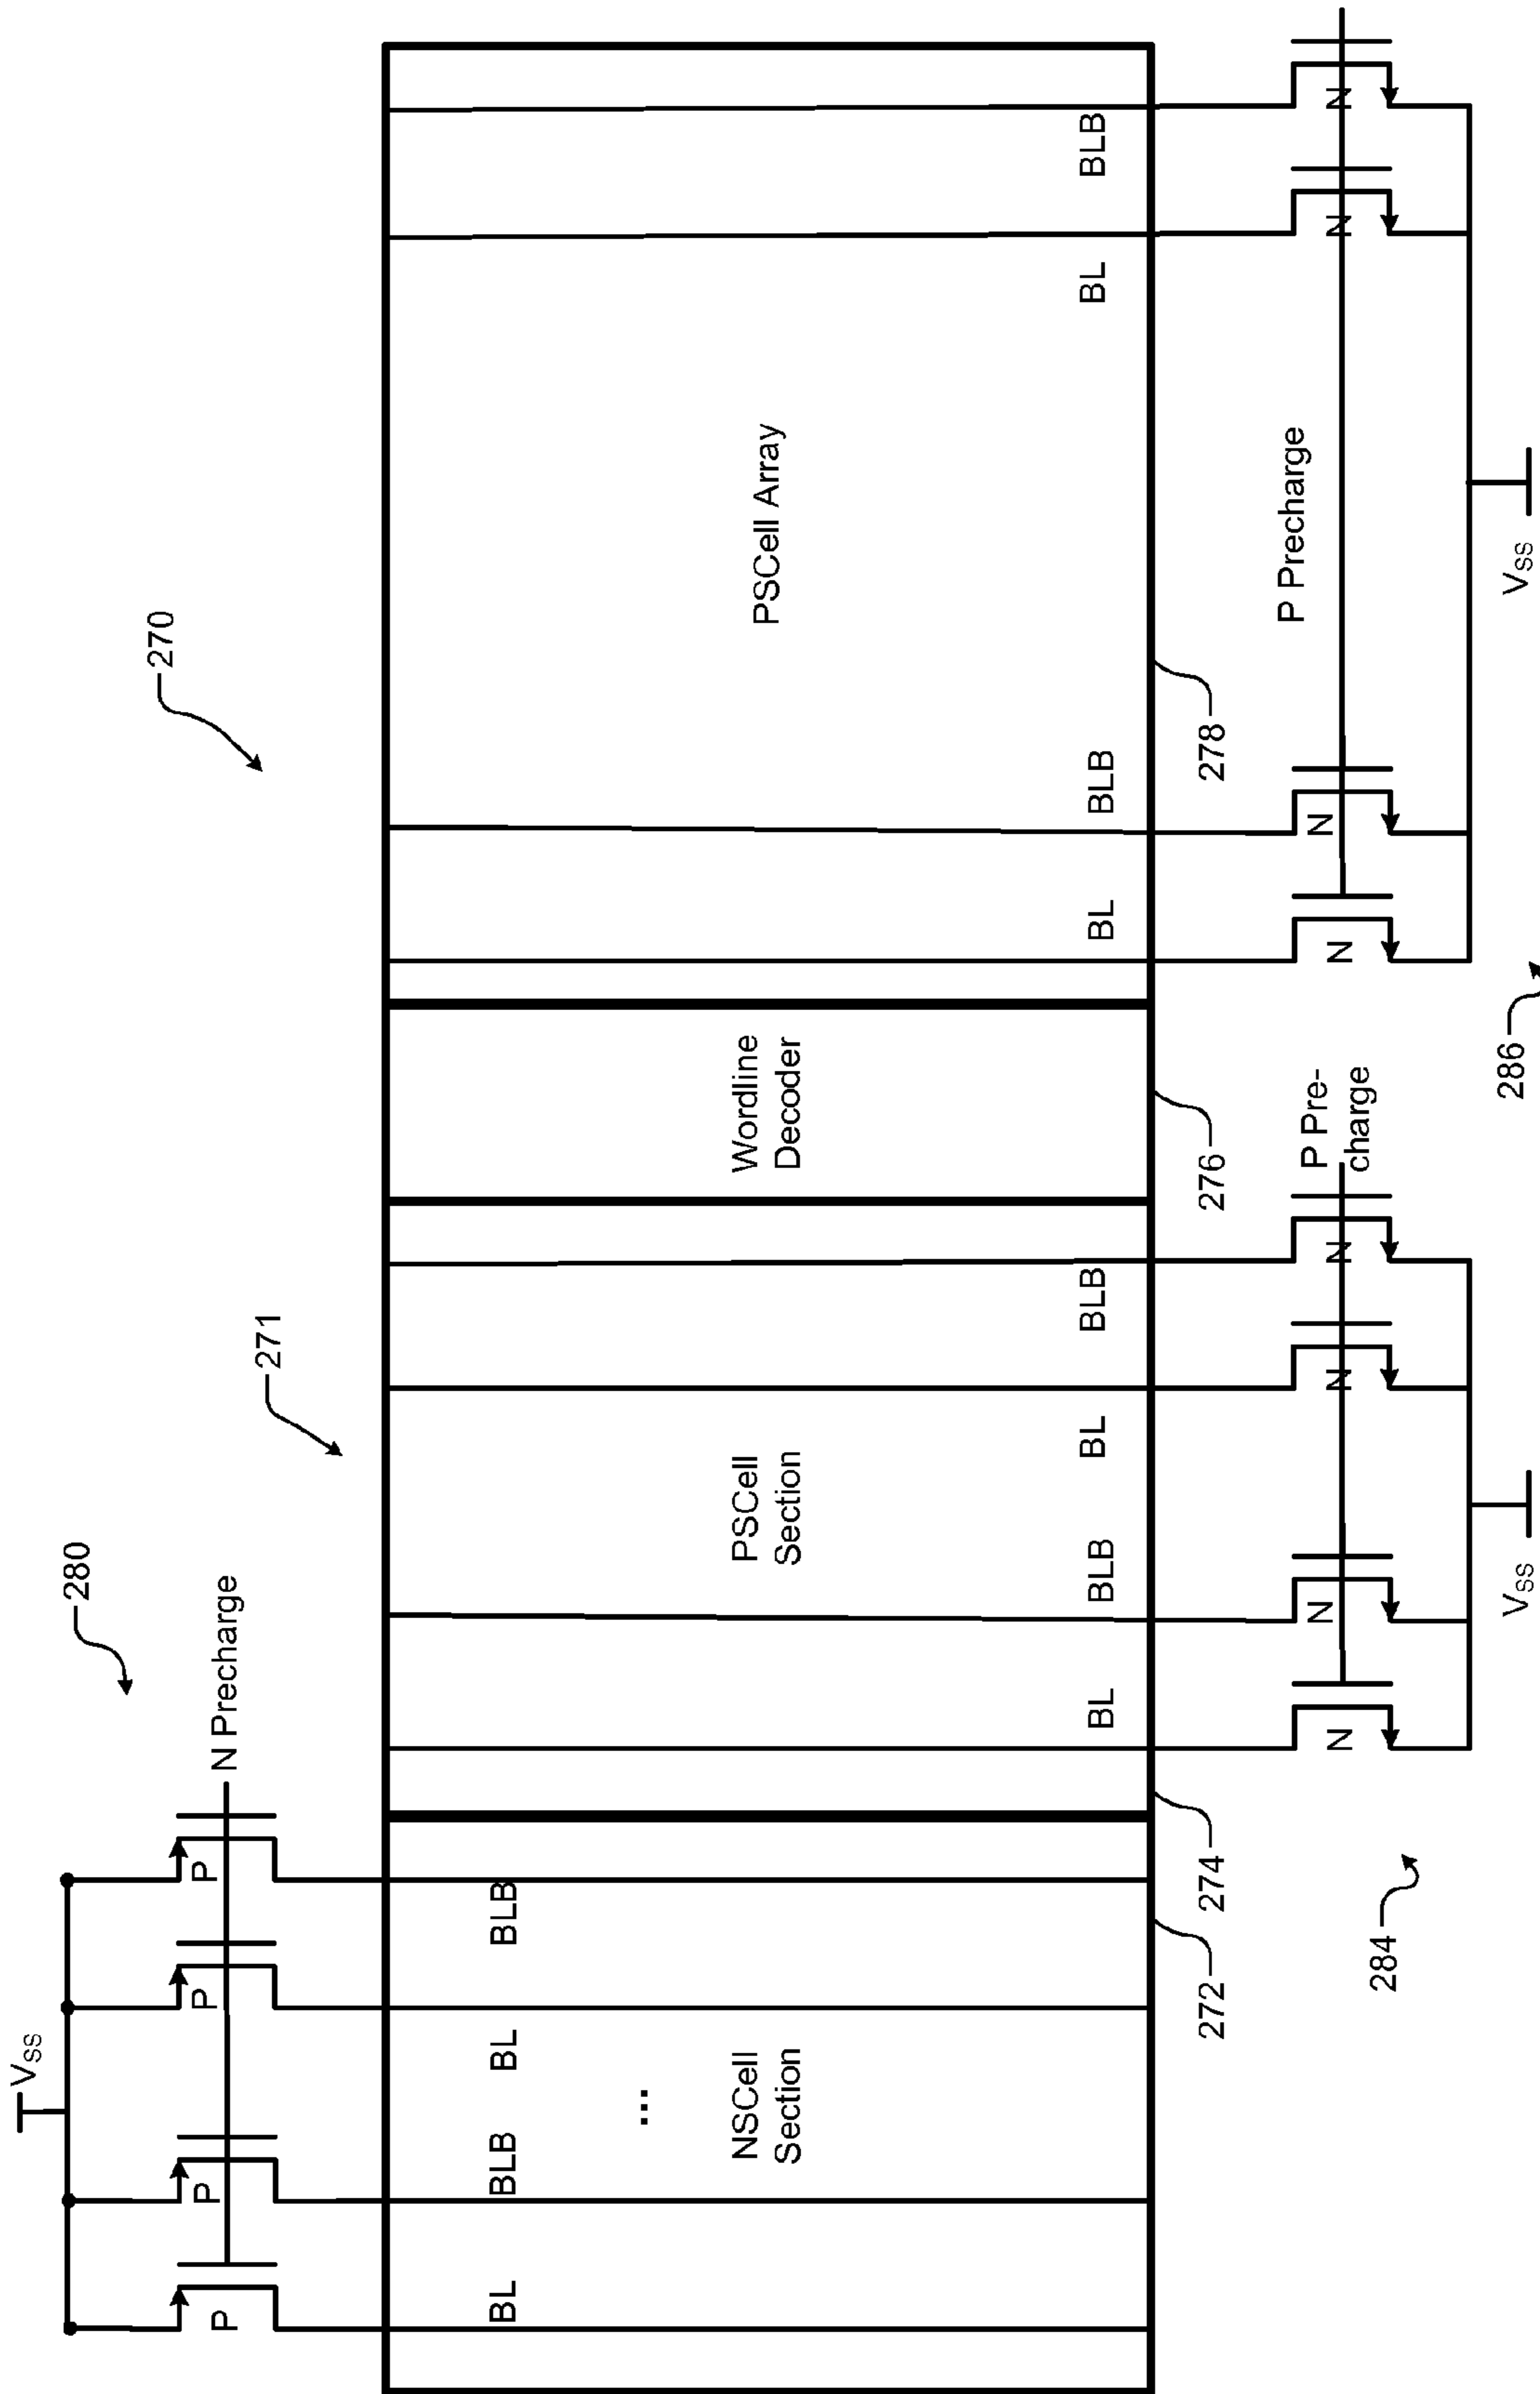 270
271
280
VSS
N Precharge
P
P
P
P
BL
BLB
BL
BLB
...
NSCell
Section
PSCell
Section
Wordline
Decoder
PSCell Array
BL
BLB
BL
BLB
BL
BLB
BL
BLB
272
274
276
278
N
N
N
N
P Pre-
charge
N
N
N
N
P Precharge
284
VSS
286
VSS